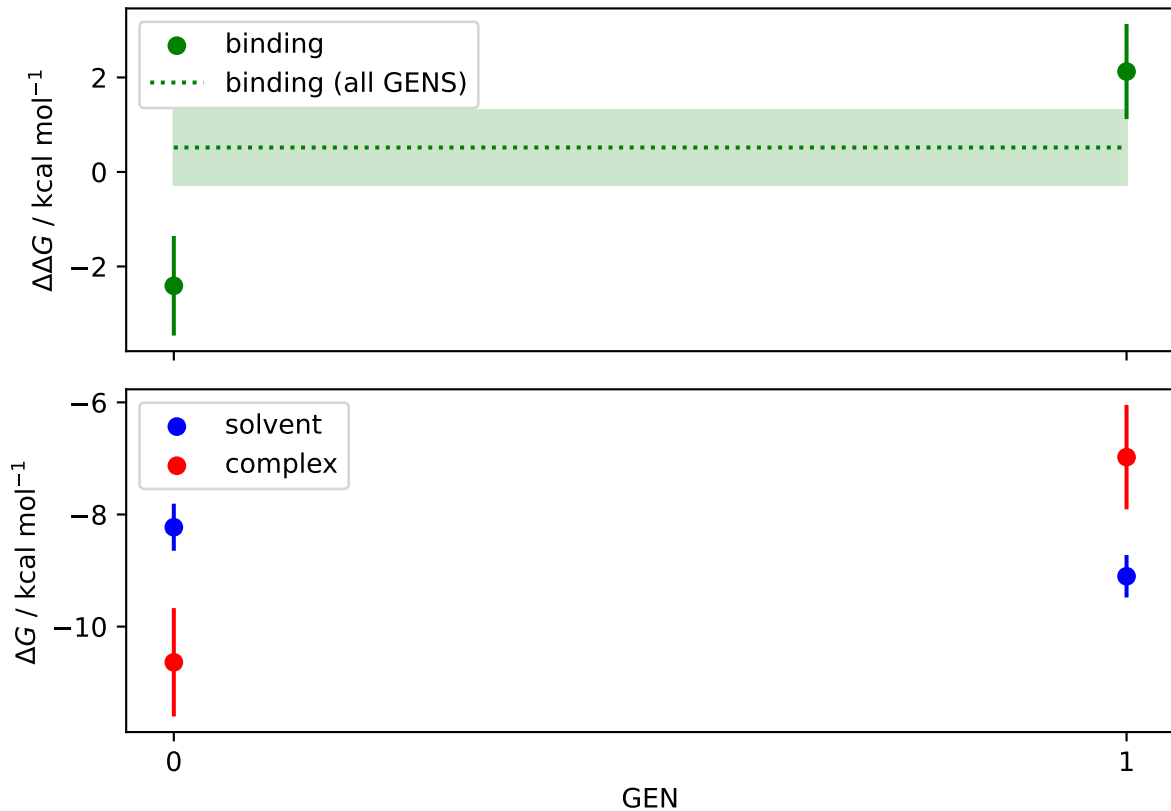 binding
binding (all GENS)
2
0
−2
ΔΔG / kcal mol⁻¹
solvent
complex
−6
−8
−10
ΔG / kcal mol⁻¹
0
1
GEN